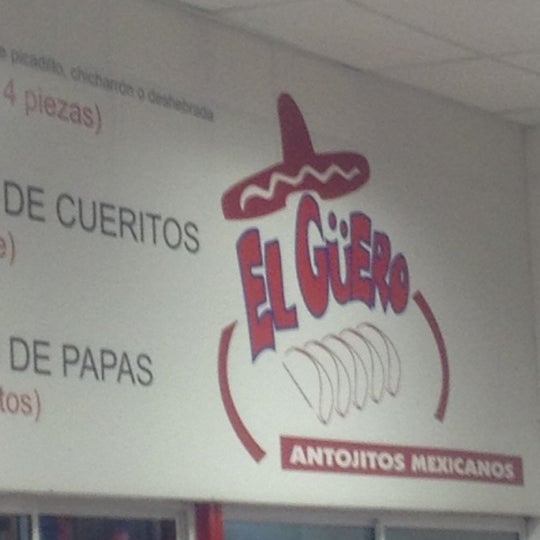 picadillo, chicharrón o deshebrada
4 piezas)
DE CUERITOS
e)
DE PAPAS
tos)
EL GÜERO
ANTOJITOS MEXICANOS